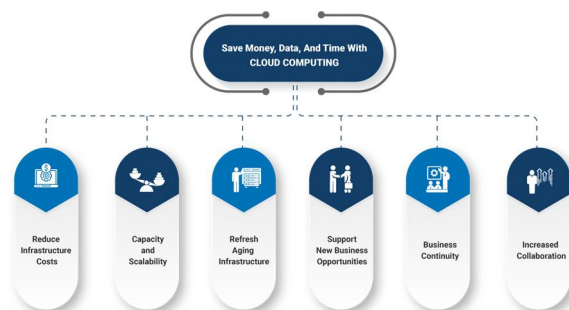 Save Money, Data, And Time With
CLOUD COMPUTING
Reduce
Infrastructure
Costs
Capacity
and
Scalability
Refresh
Aging
Infrastructure
Support
New Business
Opportunities
Business
Continuity
Increased
Collaboration